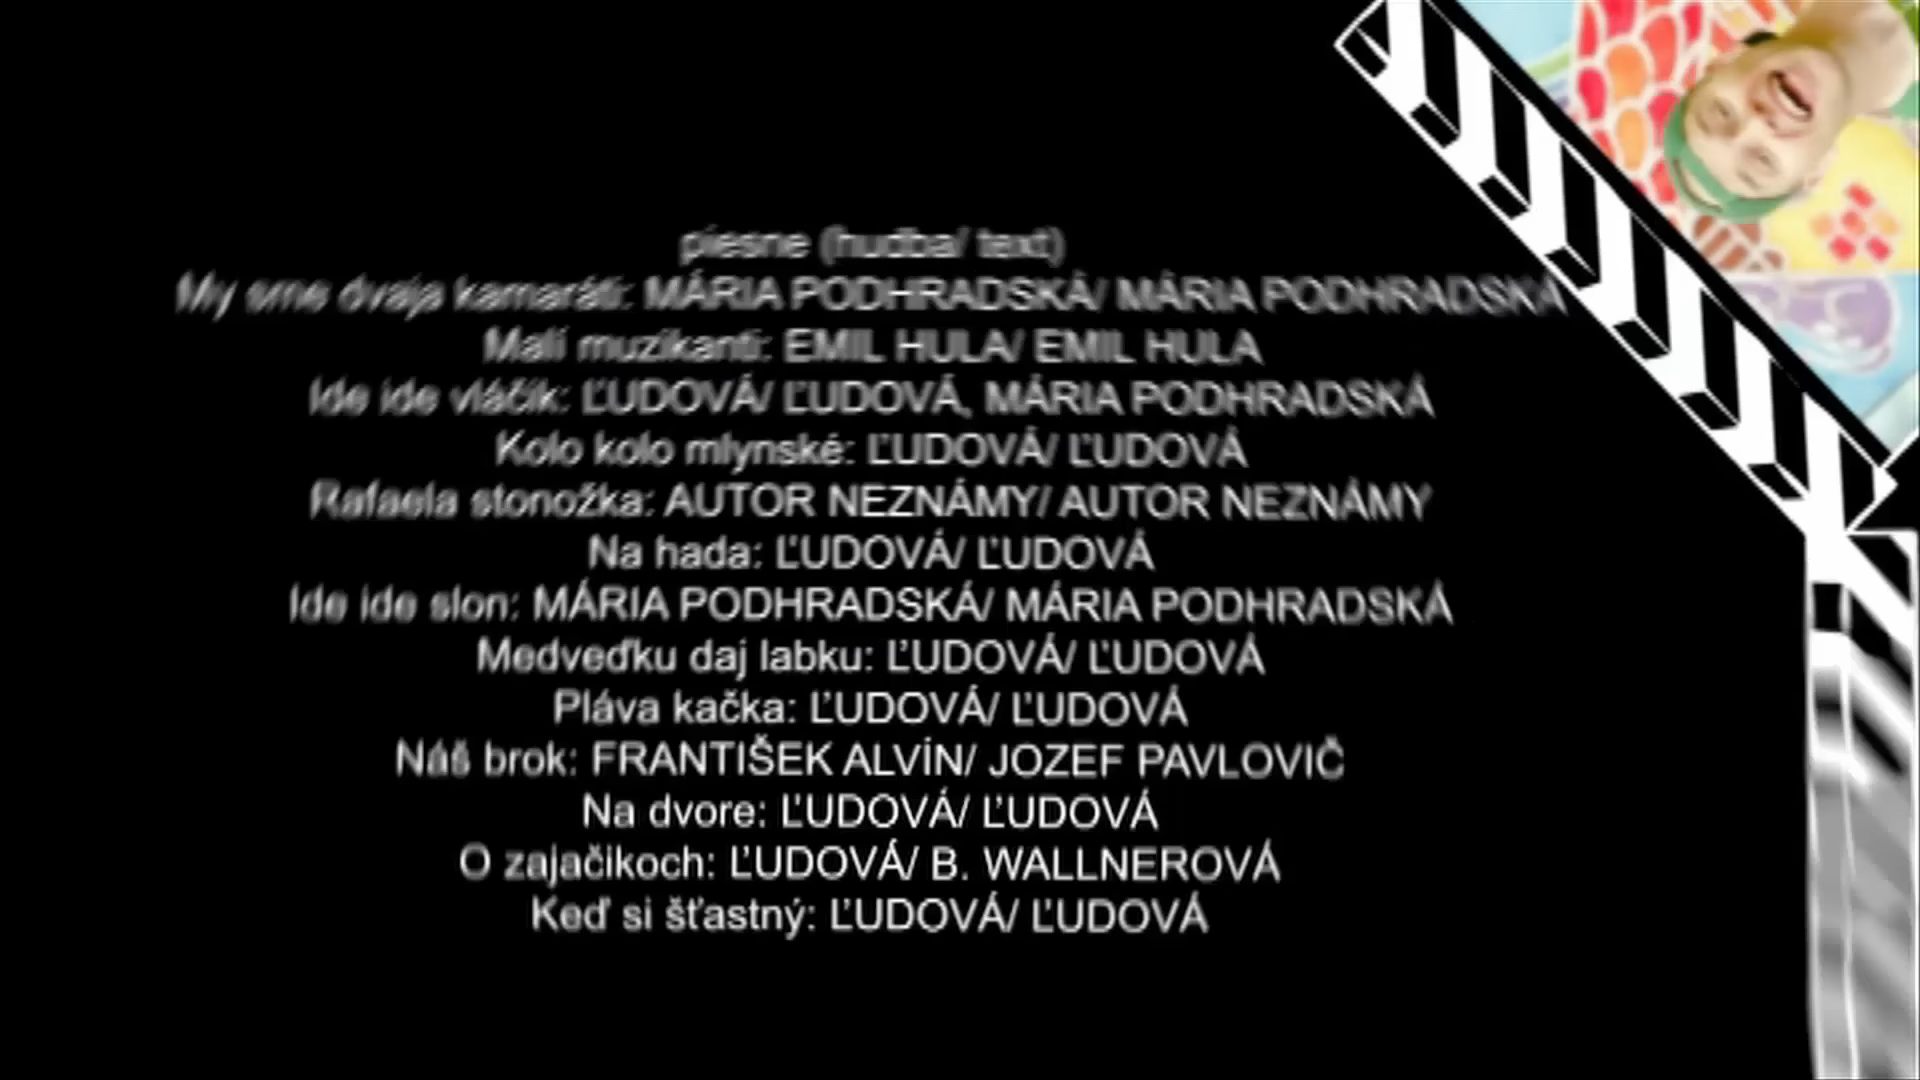 piesne (hudba/ text)
My sme dvaja kamaráti: MÁRIA PODHRADSKÁ/ MÁRIA PODHRADSKÁ
Malí muzikanti: EMIL HULA/ EMIL HULA
Ide ide vláčik: ĽUDOVÁ/ ĽUDOVÁ, MÁRIA PODHRADSKÁ
Kolo kolo mlynské: ĽUDOVÁ/ ĽUDOVÁ
Rafaela stonožka: AUTOR NEZNÁMY/ AUTOR NEZNÁMY
Na hada: ĽUDOVÁ/ ĽUDOVÁ
Ide ide slon: MÁRIA PODHRADSKÁ/ MÁRIA PODHRADSKÁ
Medveďku daj labku: ĽUDOVÁ/ ĽUDOVÁ
Pláva kačka: ĽUDOVÁ/ ĽUDOVÁ
Náš brok: FRANTIŠEK ALVÍN/ JOZEF PAVLOVIČ
Na dvore: ĽUDOVÁ/ ĽUDOVÁ
O zajačikoch: ĽUDOVÁ/ B. WALLNEROVÁ
Keď si šťastný: ĽUDOVÁ/ ĽUDOVÁ